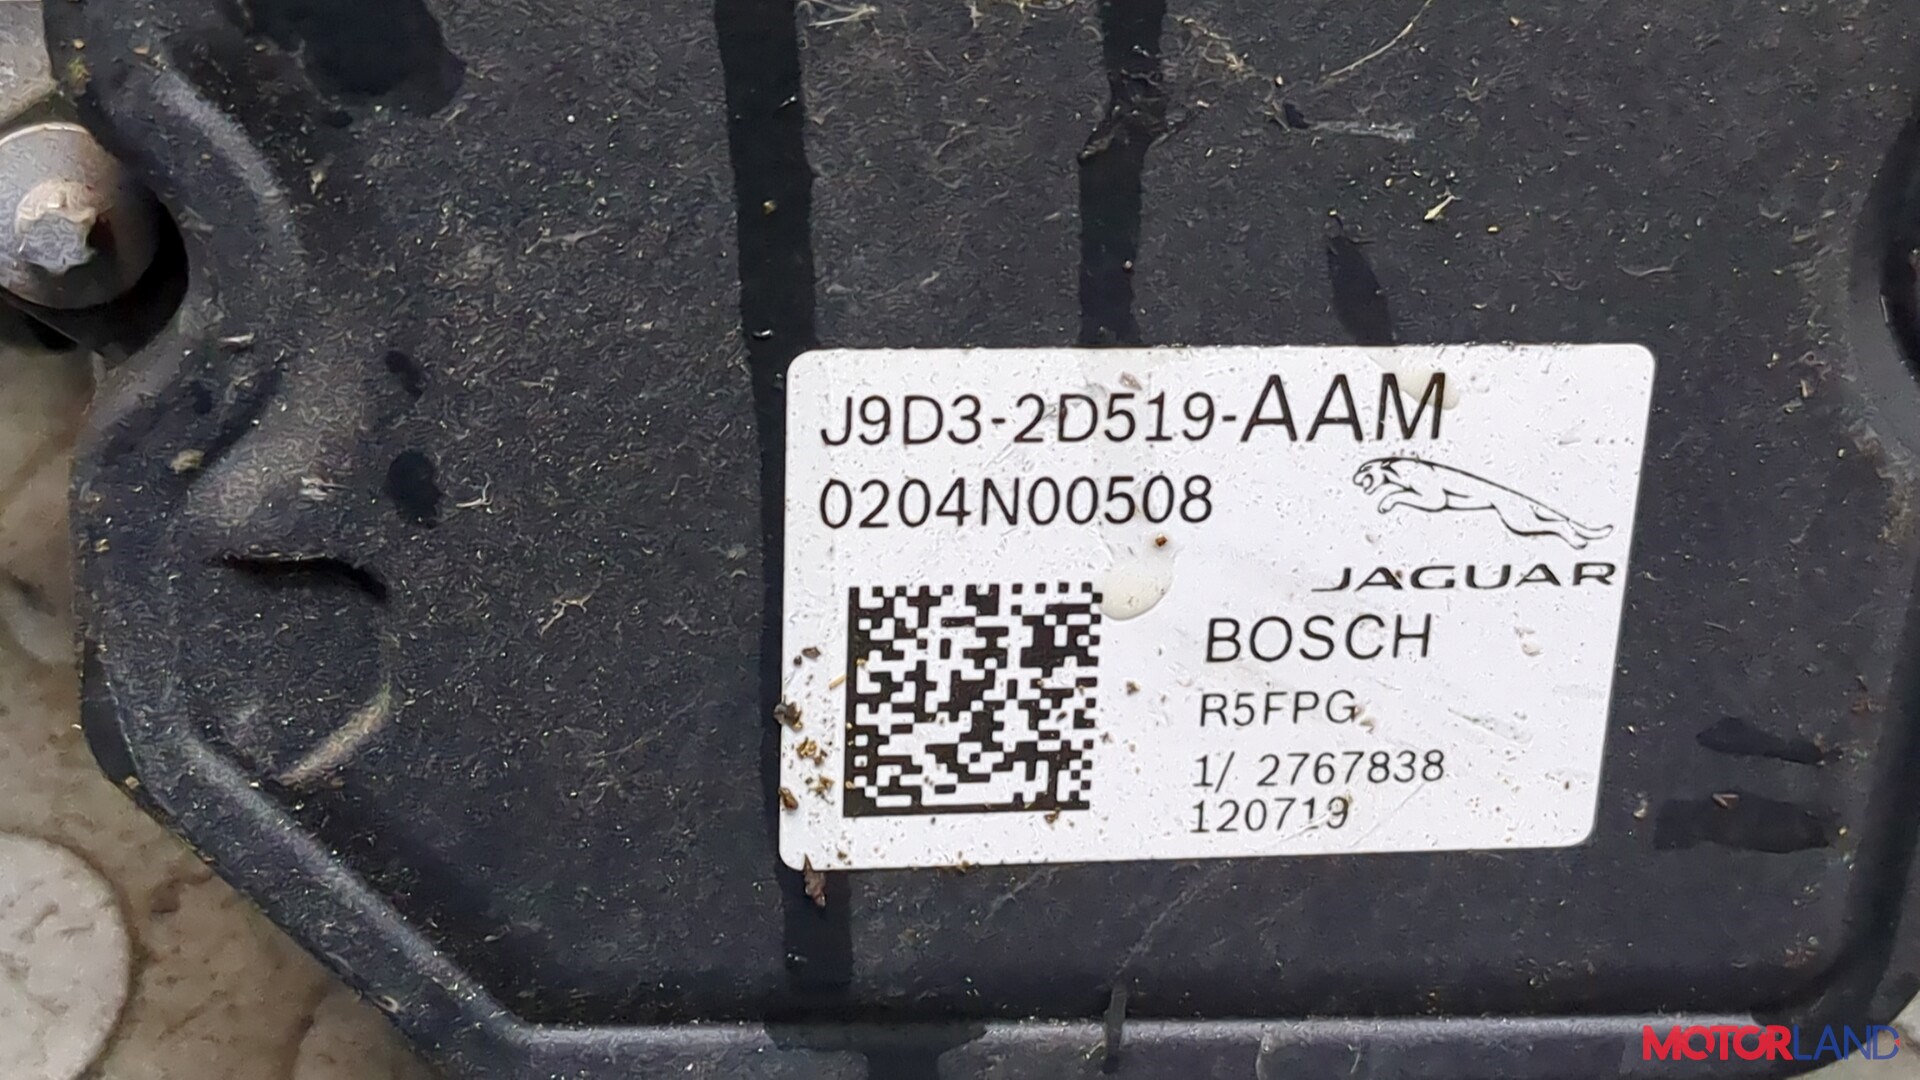 J9D3-2D519-AAM
0204N00508
JAGUAR
BOSCH
R5FPG
1/ 2767838
120719
MOTORLAND